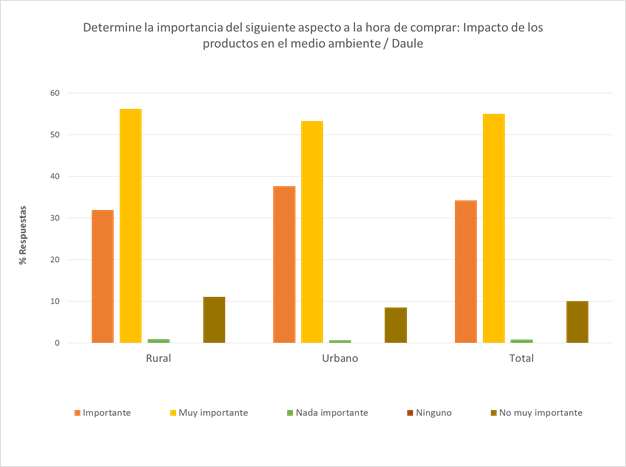 Determine la importancia del siguiente aspecto a la hora de comprar: Impacto de los
productos en el medio ambiente / Daule
60
50
40
30
20
10
0
% Respuestas
Rural Urbano Total
Importante Muy importante Nada importante Ninguno No muy importante